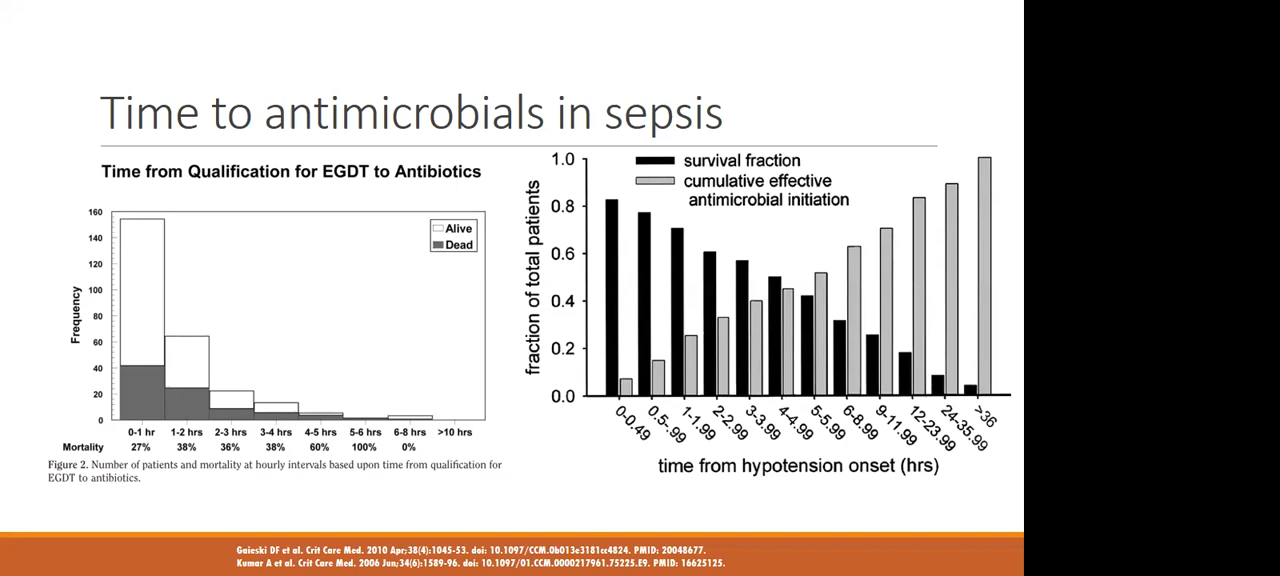 Time to antimicrobials in sepsis
Time from Qualification for EGDT to Antibiotics
160
140
120
100
80
60
40
20
0
Frequency
Alive
Dead
0-1 hr 1-2 hrs 2-3 hrs 3-4 hrs 4-5 hrs 5-6 hrs 6-8 hrs >10 hrs
Mortality 27% 38% 36% 38% 60% 100% 0%
Figure 2. Number of patients and mortality at hourly intervals based upon time from qualification for
EGDT to antibiotics.
survival fraction
cumulative effective
antimicrobial initiation
1.0
0.8
0.6
0.4
0.2
0.0
fraction of total patients
0-0.49 0.5-.99 1-1.99 2-2.99 3-3.99 4-4.99 5-5.99 6-8.99 9-11.99 12-23.99 24-35.99 >36
time from hypotension onset (hrs)
Gaieski DF et al. Crit Care Med. 2010 Apr;38(4):1045-53. doi: 10.1097/CCM.0b013e3181cc4824. PMID: 20048677.
Kumar A et al. Crit Care Med. 2006 Jun;34(6):1589-96. doi: 10.1097/01.CCM.0000217961.75225.E9. PMID: 16625125.